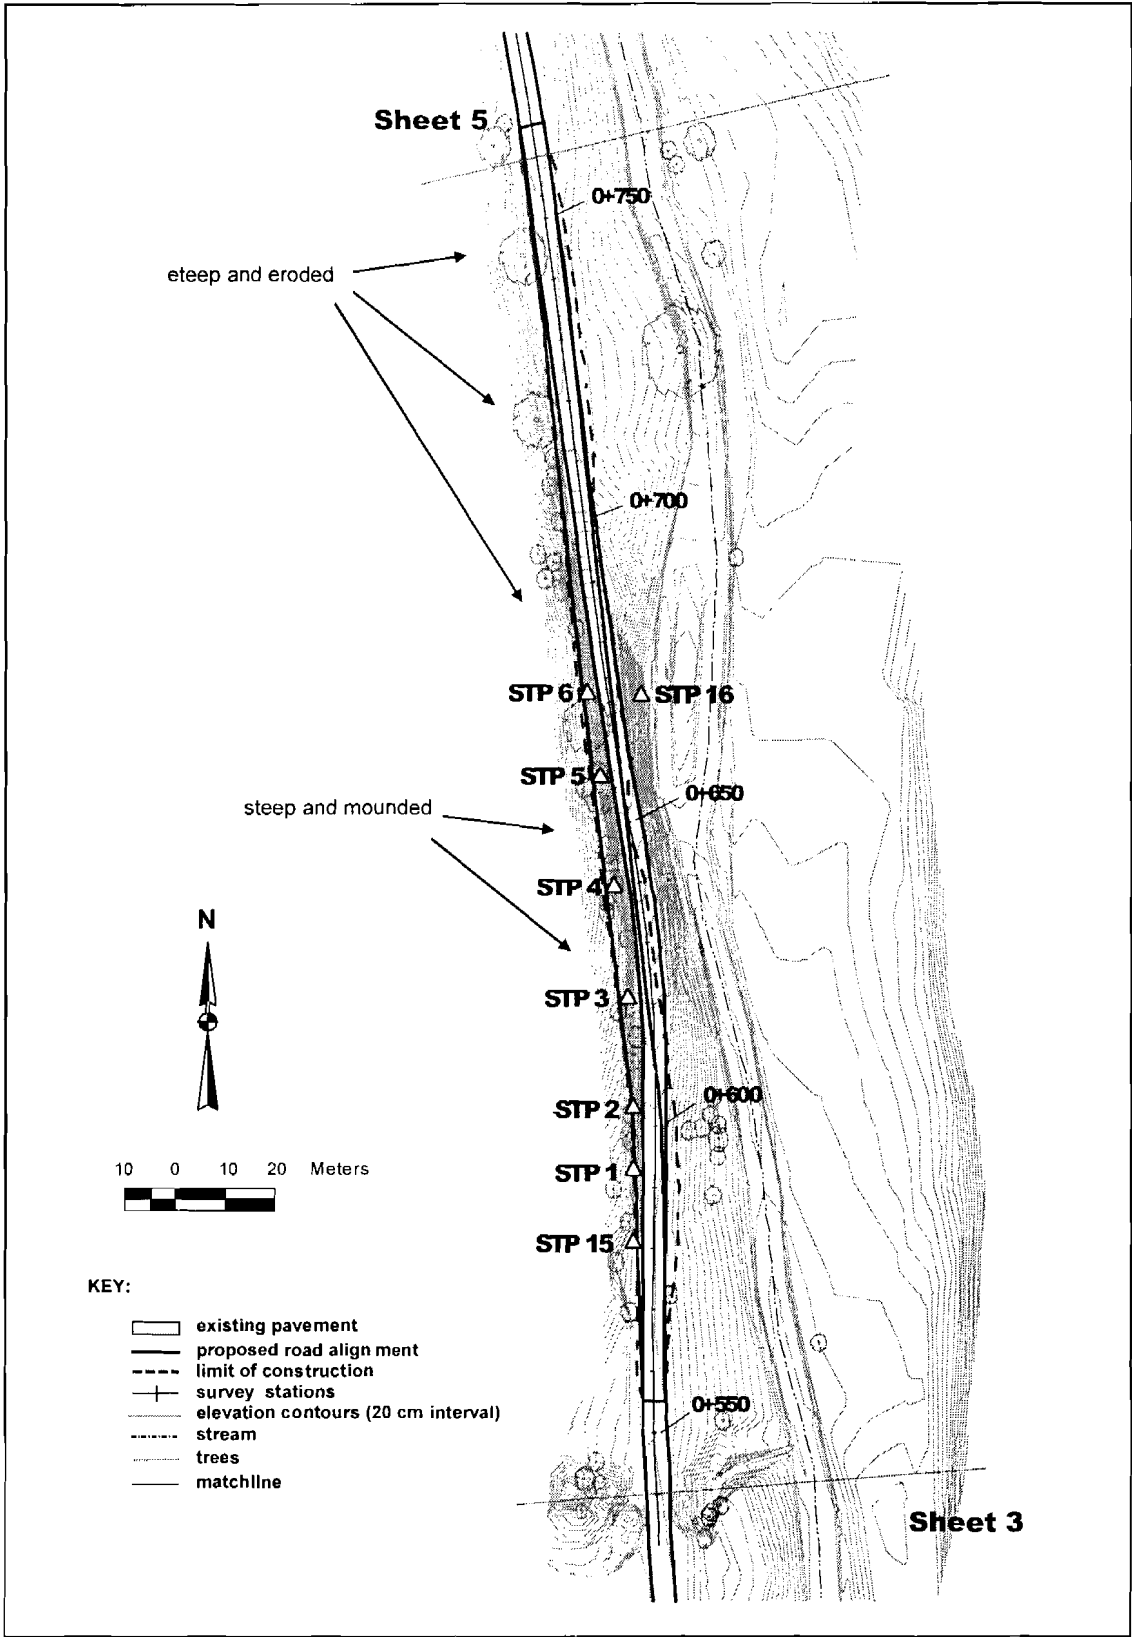 Sheet 5
0+750
eteep and eroded
0+700
STP 6
STP 16
STP 5
0+650
steep and mounded
STP 4
N
STP 3
0+600
STP 2
10 0 10 20 Meters
STP 1
STP 15
KEY:
existing pavement
proposed road alignment
limit of construction
survey stations
elevation contours (20 cm interval)
0+550
stream
trees
matchline
Sheet 3